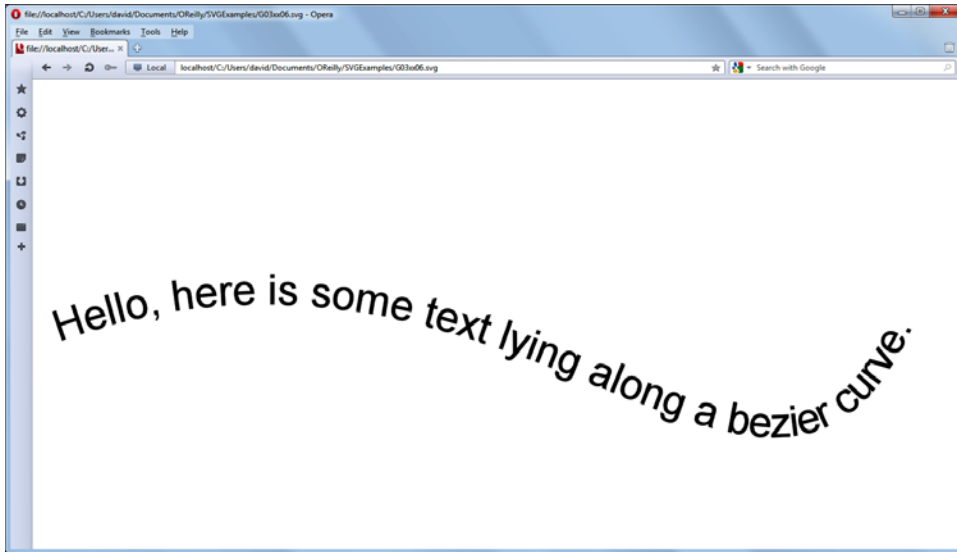 file://localhost/C:/Users/david/Documents/OReilly/SVGExamples/G03xx06.svg - Opera
File Edit View Bookmarks Tools Help
file://localhost/C:/User...
Local localhost/C:/Users/david/Documents/OReilly/SVGExamples/G03xx06.svg Search with Google
Hello, here is some text lying along a bezier curve.